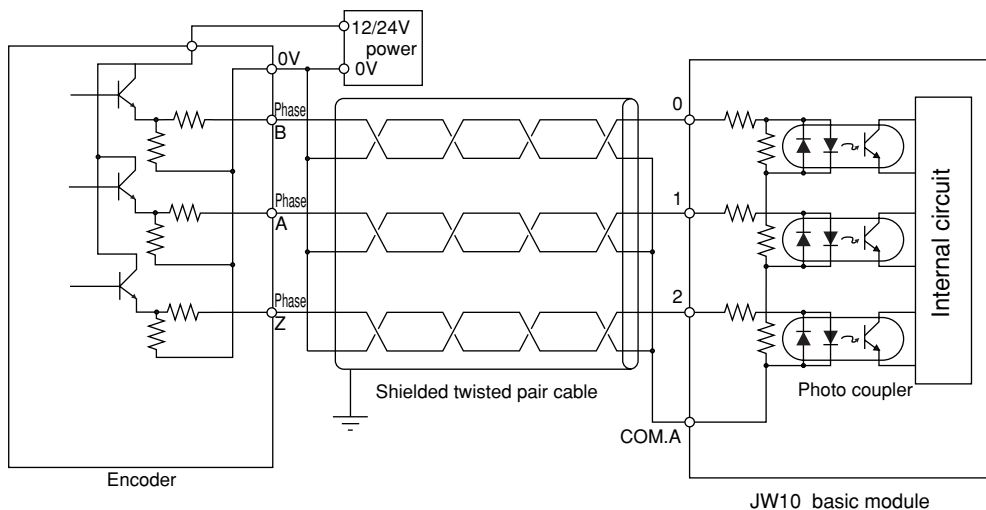 12/24V
power
0V
0V
Phase
B
0
Phase
A
1
Phase
Z
2
Internal circuit
Shielded twisted pair cable
Photo coupler
COM.A
Encoder
JW10 basic module